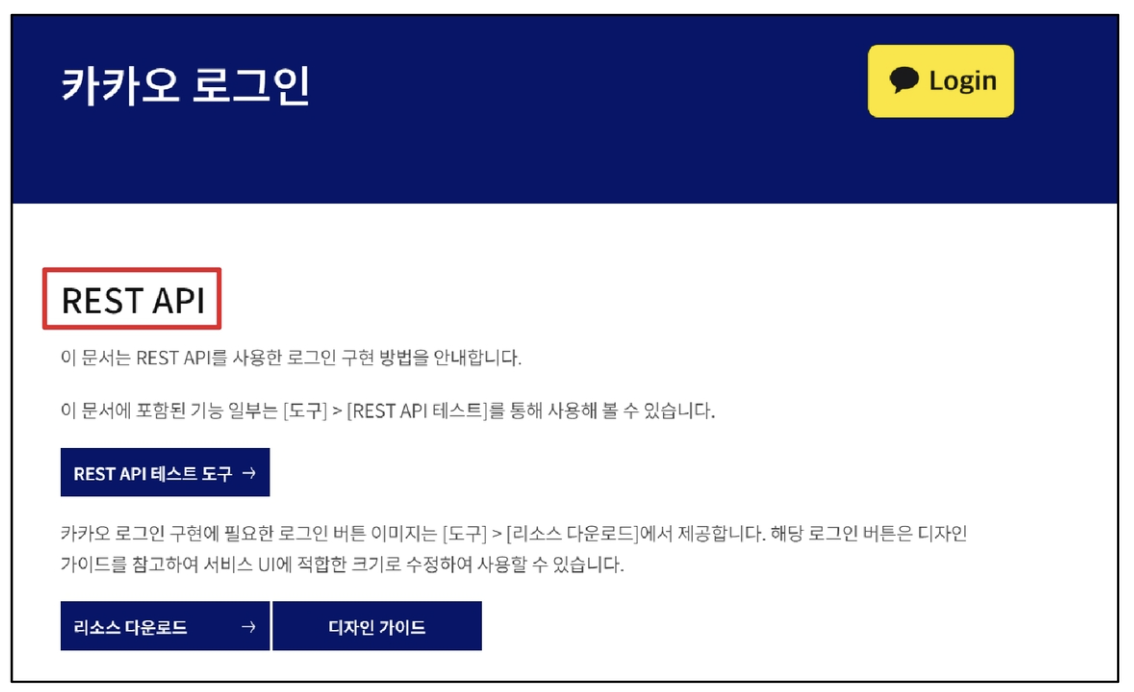 카카오 로그인
Login
REST API
이 문서는 REST API를 사용한 로그인 구현 방법을 안내합니다.
이 문서에 포함된 기능 일부는 [도구] > [REST API 테스트]를 통해 사용해 볼 수 있습니다.
REST API 테스트 도구 →
카카오 로그인 구현에 필요한 로그인 버튼 이미지는 [도구] > [리소스 다운로드]에서 제공합니다. 해당 로그인 버튼은 디자인
가이드를 참고하여 서비스 UI에 적합한 크기로 수정하여 사용할 수 있습니다.
리소스 다운로드 →
디자인 가이드